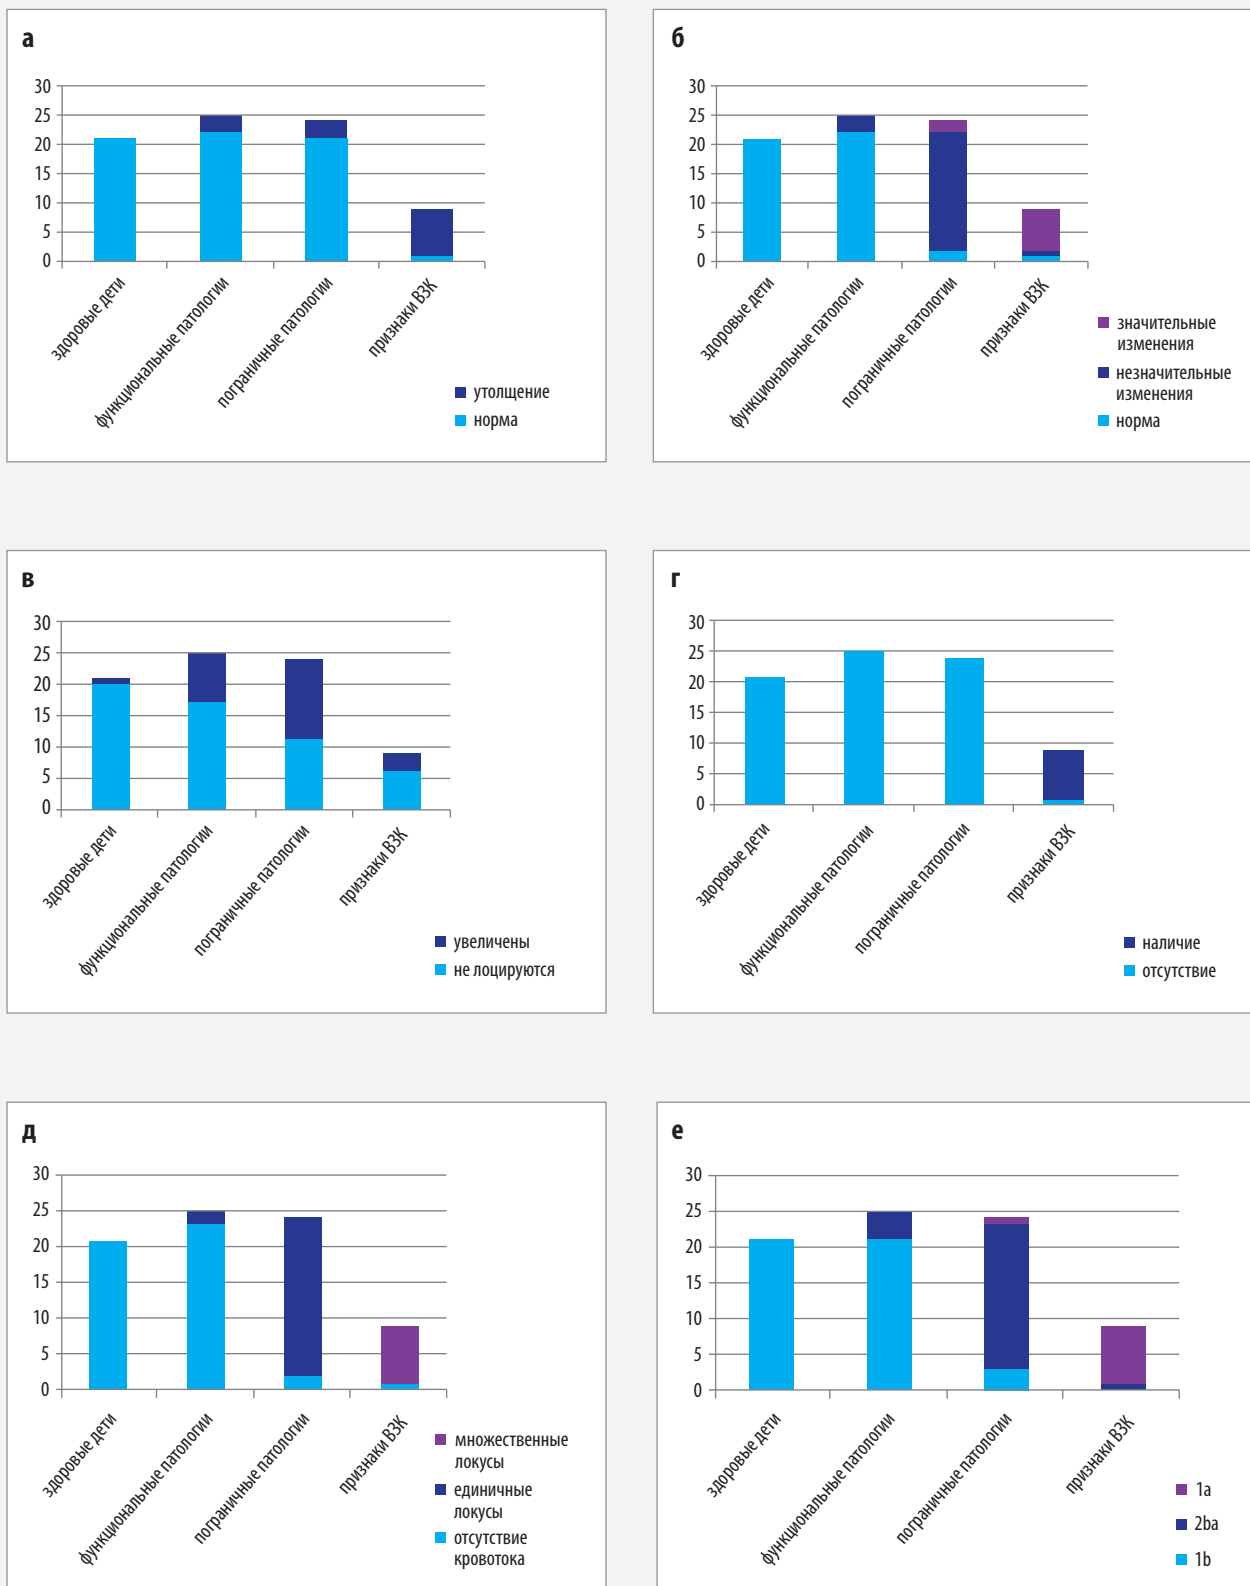 а
30
25
20
15
10
5
0
здоровые дети
функциональные патологии
пограничные патологии
признаки ВЗК
утолщение
норма
б
30
25
20
15
10
5
0
здоровые дети
функциональные патологии
пограничные патологии
признаки ВЗК
значительные
изменения
незначительные
изменения
норма
в
30
25
20
15
10
5
0
здоровые дети
функциональные патологии
пограничные патологии
признаки ВЗК
увеличены
не лоцируются
г
30
25
20
15
10
5
0
здоровые дети
функциональные патологии
пограничные патологии
признаки ВЗК
наличие
отсутствие
д
30
25
20
15
10
5
0
здоровые дети
функциональные патологии
пограничные патологии
признаки ВЗК
множественные
локусы
единичные
локусы
отсутствие
кровотока
е
30
25
20
15
10
5
0
здоровые дети
функциональные патологии
пограничные патологии
признаки ВЗК
1a
2ba
1b